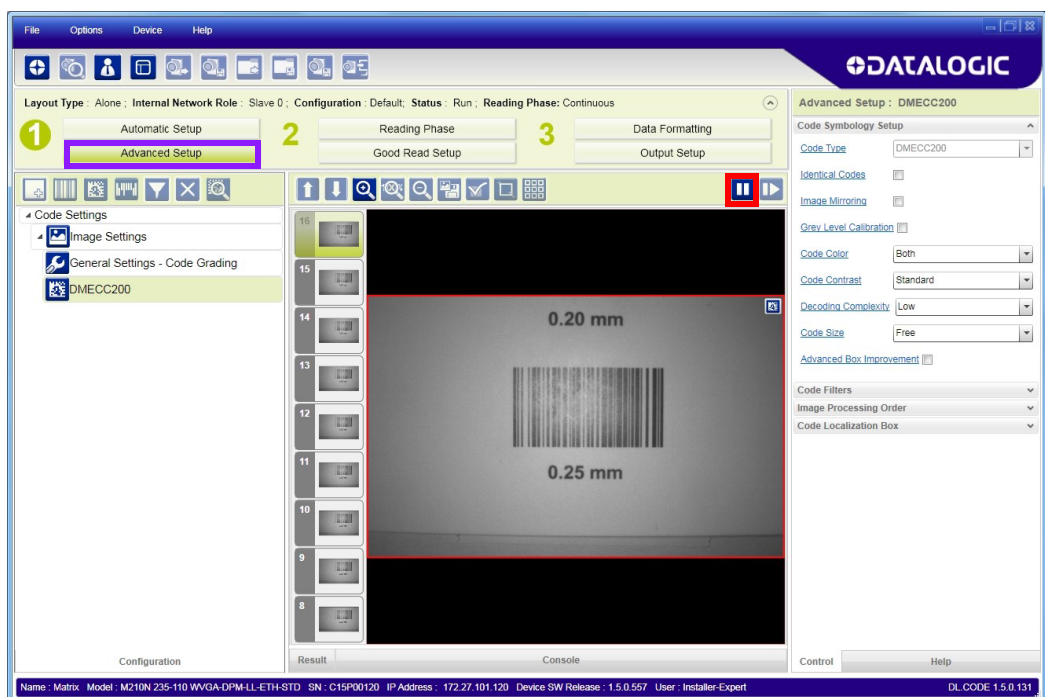 File Options Device Help
DATALOGIC
Layout Type : Alone ; Internal Network Role : Slave 0 ; Configuration : Default; Status : Run ; Reading Phase: Continuous
1 Automatic Setup 2 Reading Phase 3 Data Formatting
Advanced Setup Good Read Setup Output Setup
Code Settings
Image Settings
General Settings - Code Grading
DMECC200
Configuration
100%
16
15
14
13
12
11
10
9
8
0.20 mm
0.25 mm
Result Console
Advanced Setup : DMECC200
Code Symbology Setup
Code Type DMECC200
Identical Codes
Image Mirroring
Grey Level Calibration
Code Color Both
Code Contrast Standard
Decoding Complexity Low
Code Size Free
Advanced Box Improvement
Code Filters
Image Processing Order
Code Localization Box
Control Help
Name : Matrix Model : M210N 235-110 WVGA-DPM-LL-ETH-STD SN : C15P00120 IP Address : 172.27.101.120 Device SW Release : 1.5.0.557 User : Installer-Expert DL.CODE 1.5.0.131